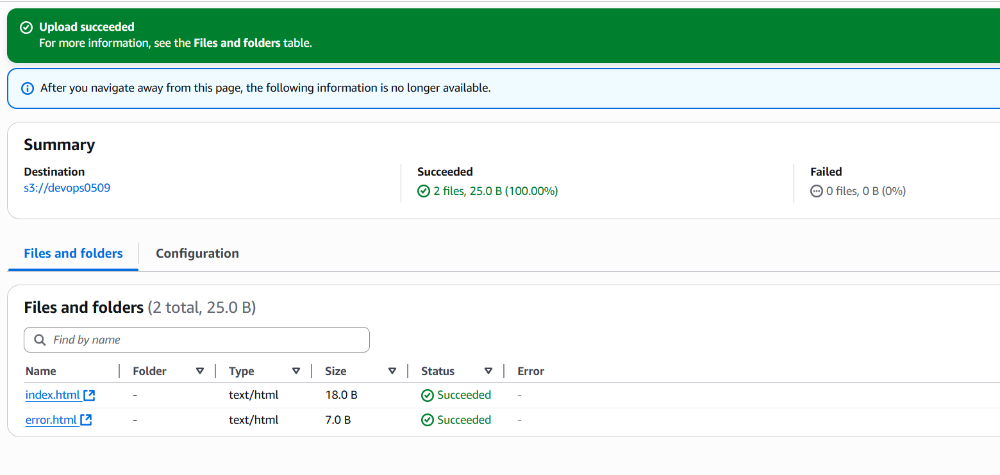 Upload succeeded
For more information, see the Files and folders table.
After you navigate away from this page, the following information is no longer available.
Summary
Destination
s3://devops0509
Succeeded
2 files, 25.0 B (100.00%)
Failed
0 files, 0 B (0%)
Files and folders
Configuration
Files and folders (2 total, 25.0 B)
Find by name
Name Folder Type Size Status Error
index.html - text/html 18.0 B Succeeded -
error.html - text/html 7.0 B Succeeded -